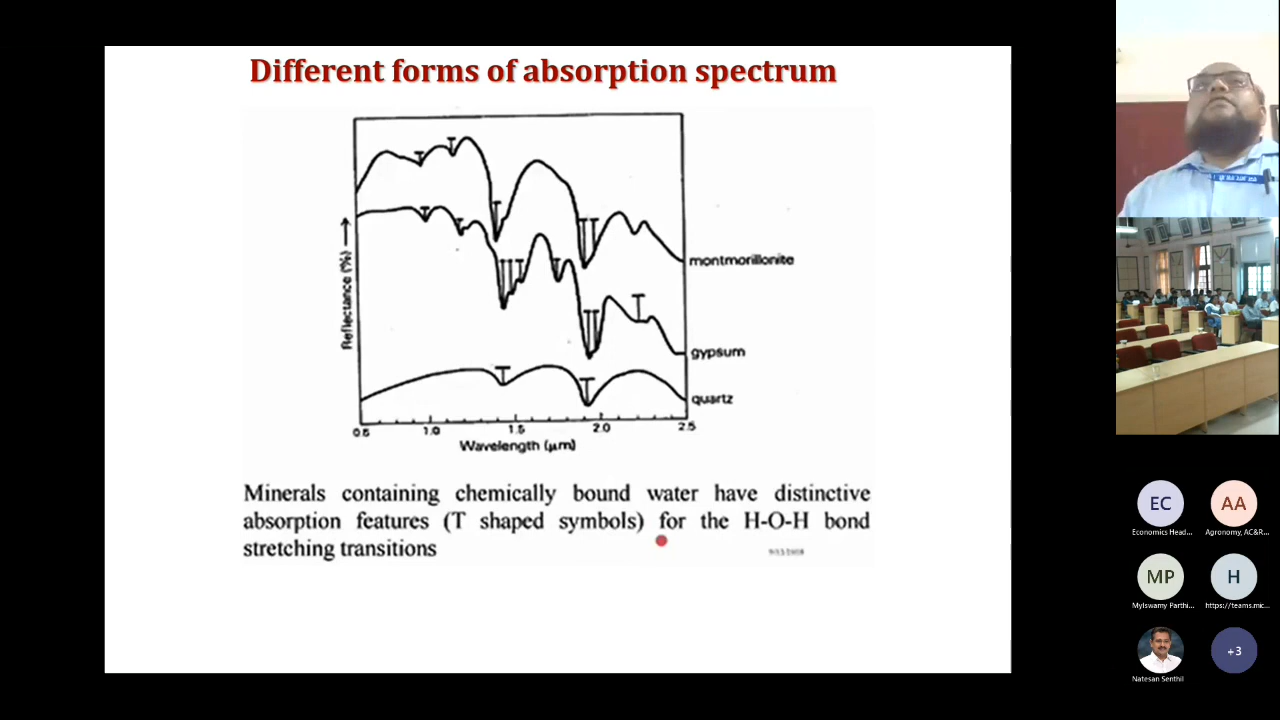 Different forms of absorption spectrum
Reflectance (%)
montmorillonite
gypsum
quartz
0.5 1.0 1.5 2.0 2.5
Wavelength (μm)
Minerals containing chemically bound water have distinctive
absorption features (T shaped symbols) for the H-O-H bond
stretching transitions
EC
Economics Head...
AA
Agronomy, AC&R...
MP
Mylswamy Parthi...
H
https://teams.mic...
Natesan Senthil
+3